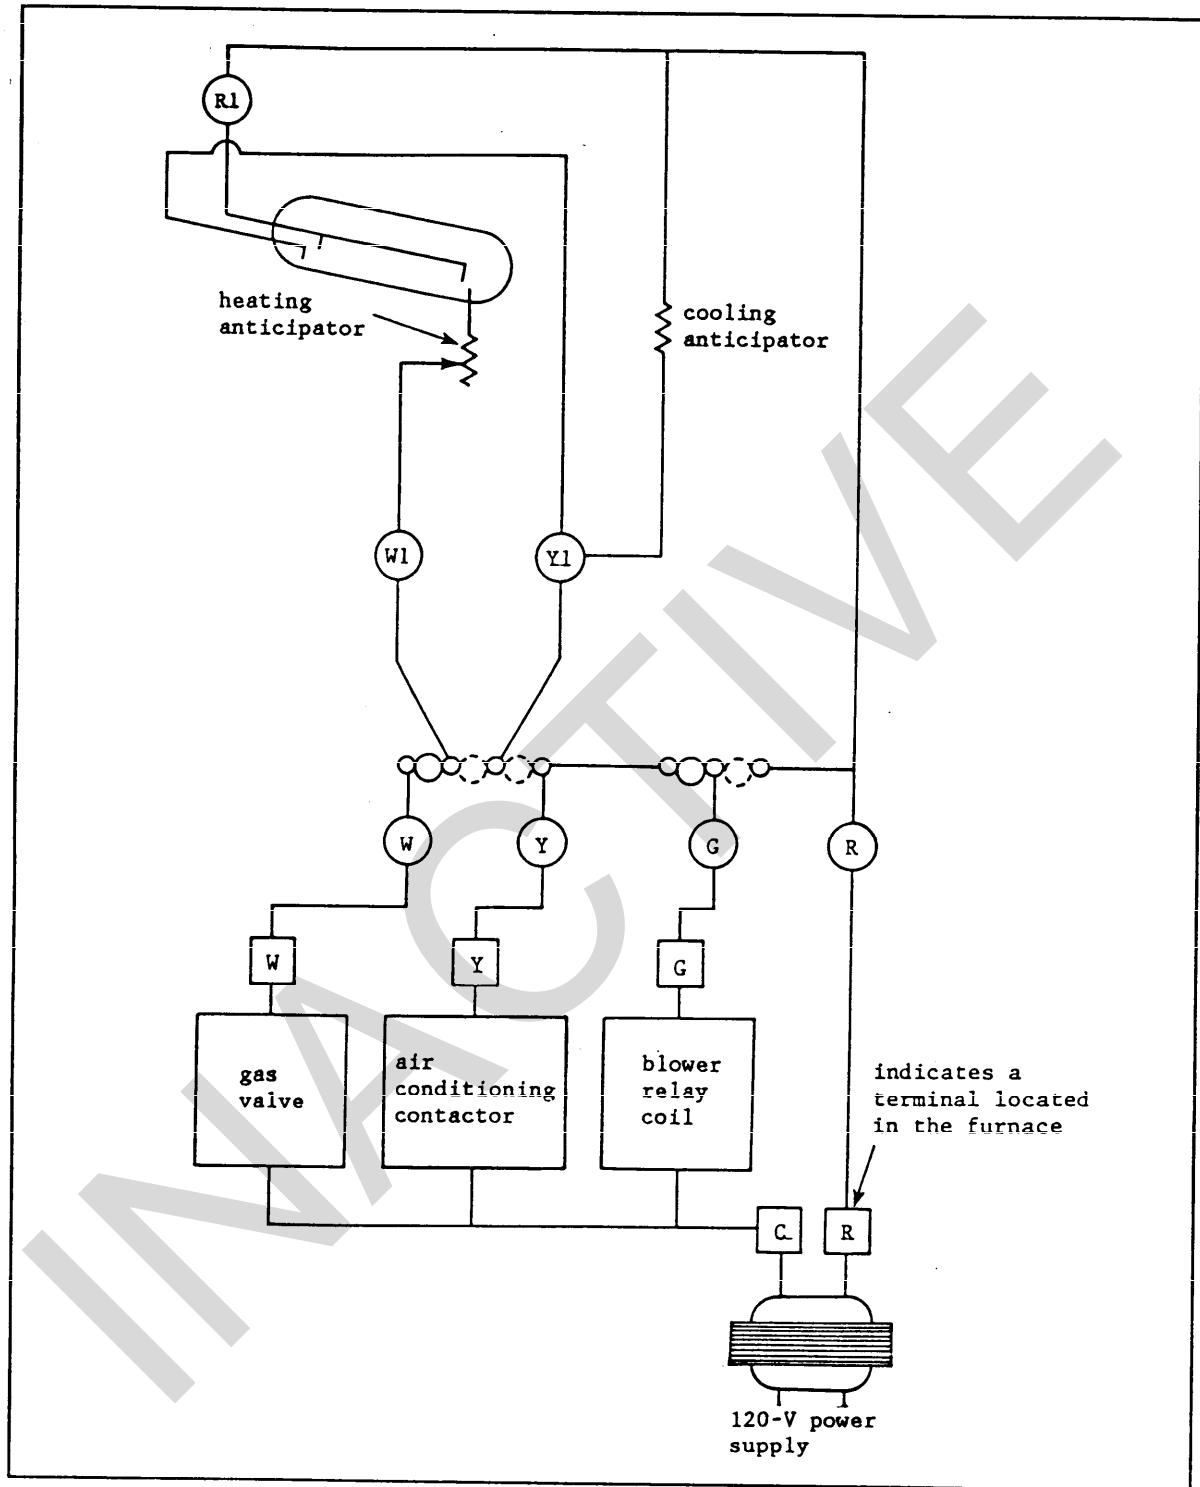 R1
heating
anticipator
cooling
anticipator
W1
Y1
W
Y
G
R
W
Y
G
gas
valve
air
conditioning
contactor
blower
relay
coil
indicates a
terminal located
in the furnace
C
R
120-V power
supply
INACTIVE